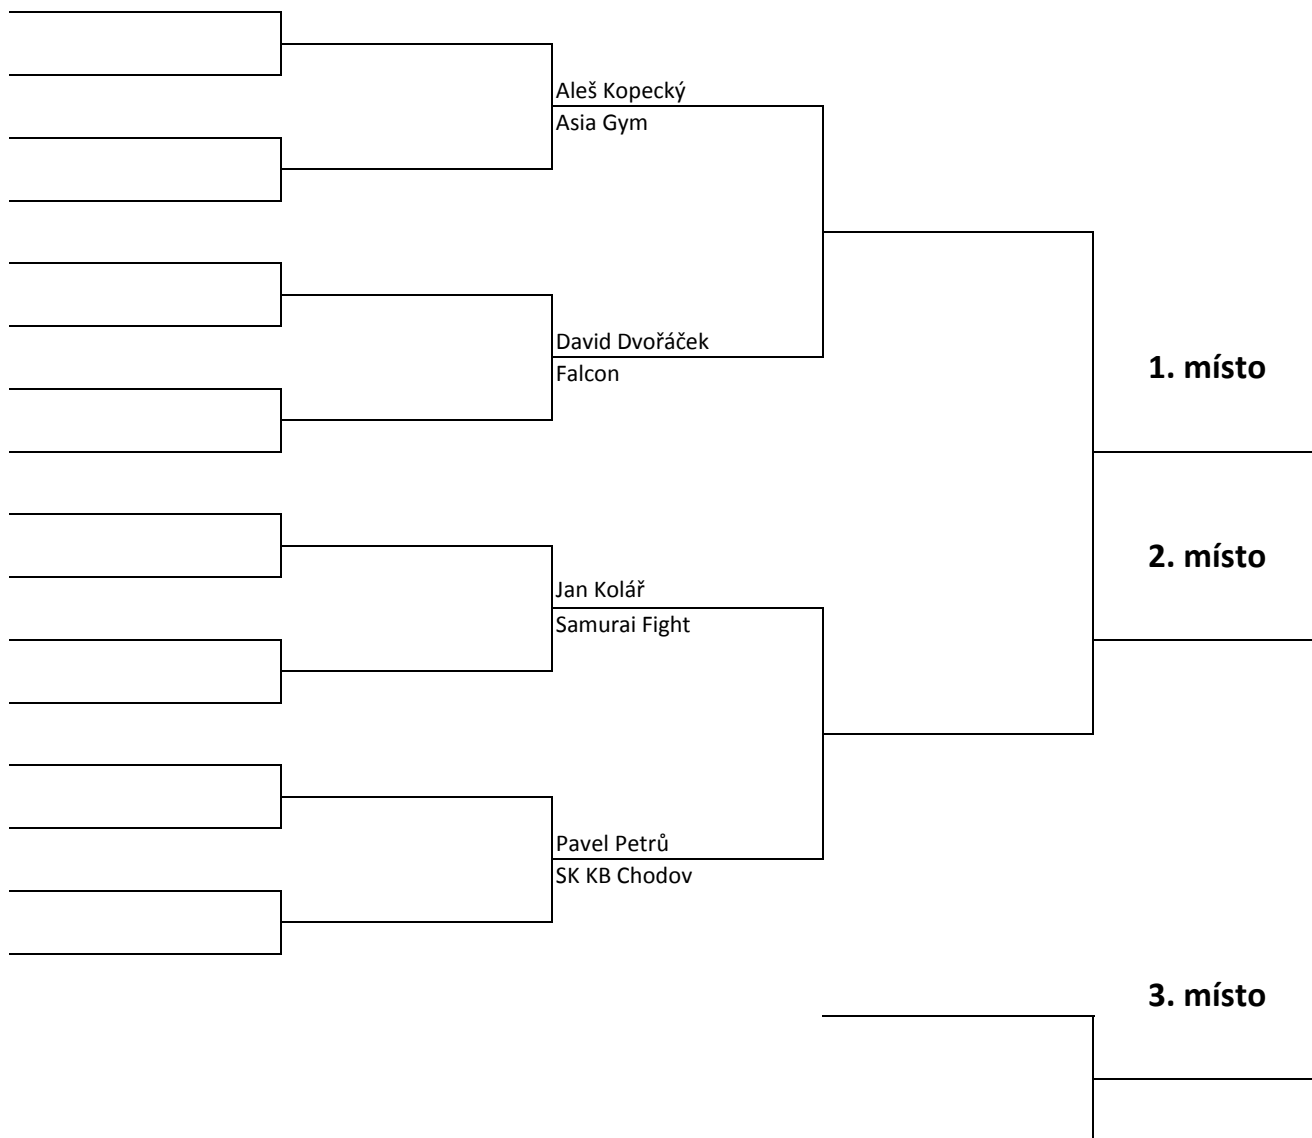 Aleš Kopecký
Asia Gym
David Dvořáček
Falcon
1. místo
2. místo
Jan Kolář
Samurai Fight
Pavel Petrů
SK KB Chodov
3. místo